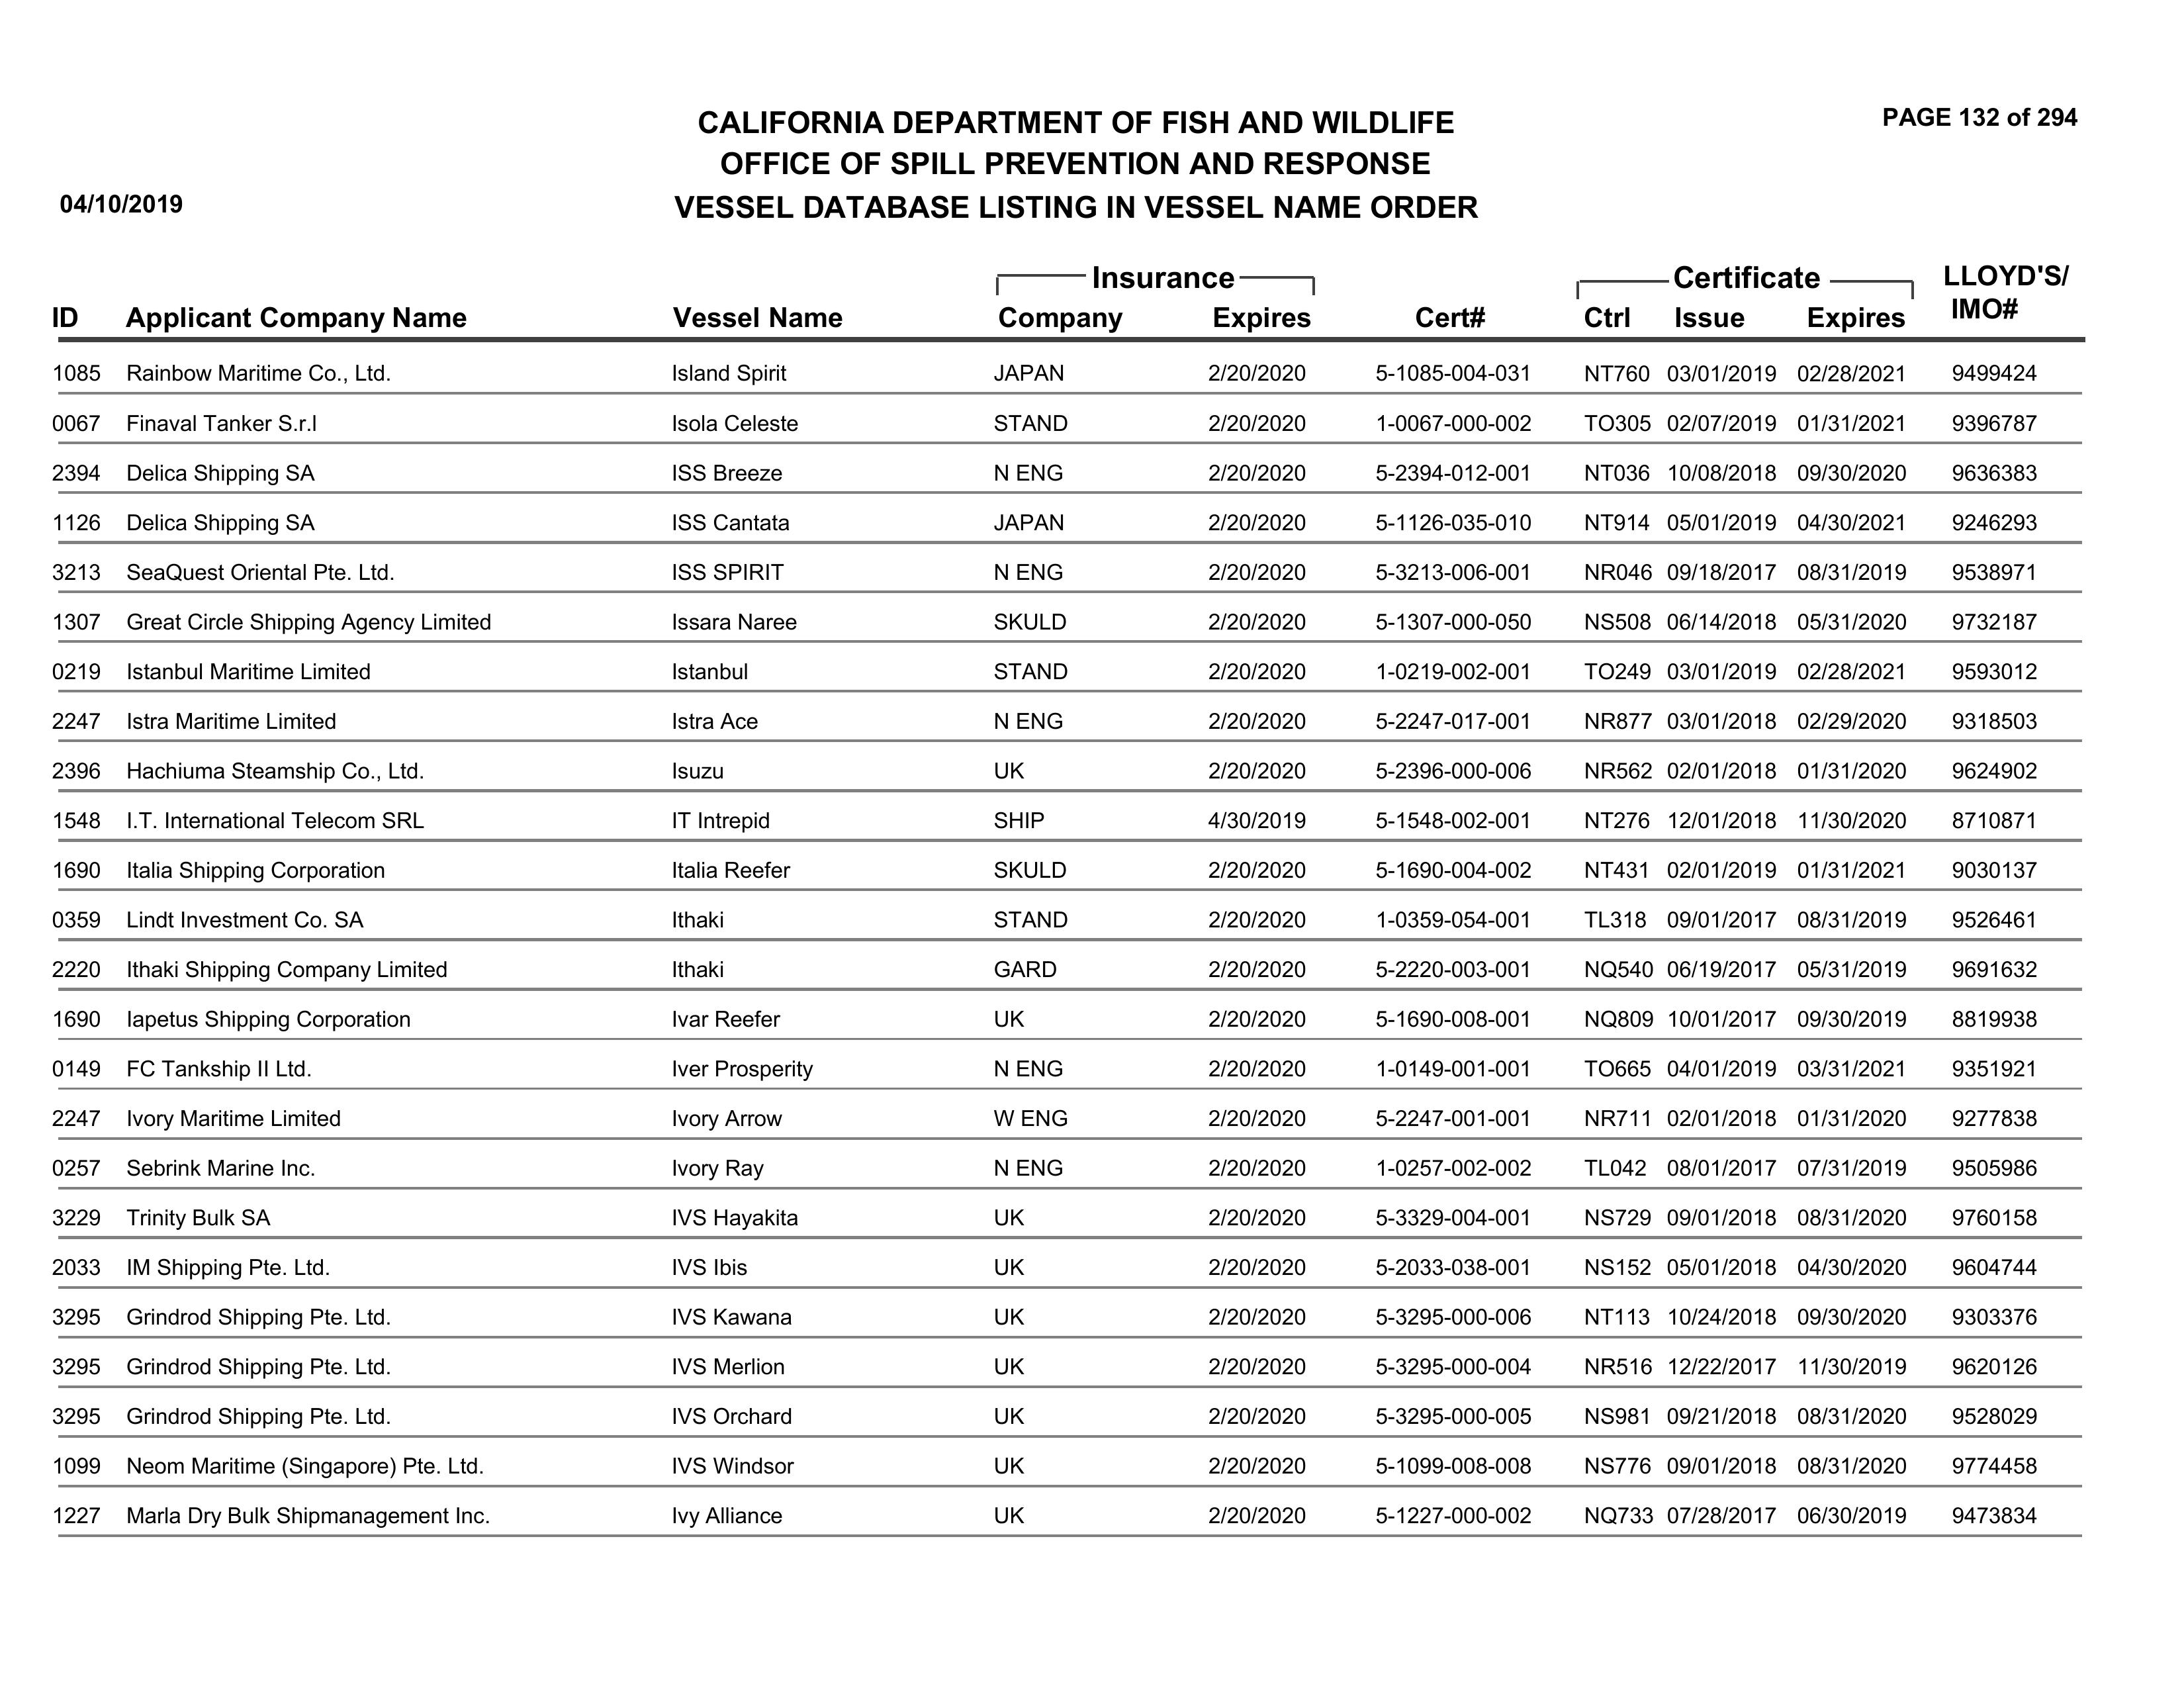 PAGE 132 of 294
CALIFORNIA DEPARTMENT OF FISH AND WILDLIFE
OFFICE OF SPILL PREVENTION AND RESPONSE
04/10/2019 VESSEL DATABASE LISTING IN VESSEL NAME ORDER
Insurance Certificate LLOYD'S/
ID Applicant Company Name Vessel Name Company Expires Cert# Ctrl Issue Expires IMO#
1085 Rainbow Maritime Co., Ltd. Island Spirit JAPAN 2/20/2020 5-1085-004-031 NT760 03/01/2019 02/28/2021 9499424
0067 Finaval Tanker S.r.l Isola Celeste STAND 2/20/2020 1-0067-000-002 TO305 02/07/2019 01/31/2021 9396787
2394 Delica Shipping SA ISS Breeze N ENG 2/20/2020 5-2394-012-001 NT036 10/08/2018 09/30/2020 9636383
1126 Delica Shipping SA ISS Cantata JAPAN 2/20/2020 5-1126-035-010 NT914 05/01/2019 04/30/2021 9246293
3213 SeaQuest Oriental Pte. Ltd. ISS SPIRIT N ENG 2/20/2020 5-3213-006-001 NR046 09/18/2017 08/31/2019 9538971
1307 Great Circle Shipping Agency Limited Issara Naree SKULD 2/20/2020 5-1307-000-050 NS508 06/14/2018 05/31/2020 9732187
0219 Istanbul Maritime Limited Istanbul STAND 2/20/2020 1-0219-002-001 TO249 03/01/2019 02/28/2021 9593012
2247 Istra Maritime Limited Istra Ace N ENG 2/20/2020 5-2247-017-001 NR877 03/01/2018 02/29/2020 9318503
2396 Hachiuma Steamship Co., Ltd. Isuzu UK 2/20/2020 5-2396-000-006 NR562 02/01/2018 01/31/2020 9624902
1548 I.T. International Telecom SRL IT Intrepid SHIP 4/30/2019 5-1548-002-001 NT276 12/01/2018 11/30/2020 8710871
1690 Italia Shipping Corporation Italia Reefer SKULD 2/20/2020 5-1690-004-002 NT431 02/01/2019 01/31/2021 9030137
0359 Lindt Investment Co. SA Ithaki STAND 2/20/2020 1-0359-054-001 TL318 09/01/2017 08/31/2019 9526461
2220 Ithaki Shipping Company Limited Ithaki GARD 2/20/2020 5-2220-003-001 NQ540 06/19/2017 05/31/2019 9691632
1690 Iapetus Shipping Corporation Ivar Reefer UK 2/20/2020 5-1690-008-001 NQ809 10/01/2017 09/30/2019 8819938
0149 FC Tankship II Ltd. Iver Prosperity N ENG 2/20/2020 1-0149-001-001 TO665 04/01/2019 03/31/2021 9351921
2247 Ivory Maritime Limited Ivory Arrow W ENG 2/20/2020 5-2247-001-001 NR711 02/01/2018 01/31/2020 9277838
0257 Sebrink Marine Inc. Ivory Ray N ENG 2/20/2020 1-0257-002-002 TL042 08/01/2017 07/31/2019 9505986
3229 Trinity Bulk SA IVS Hayakita UK 2/20/2020 5-3329-004-001 NS729 09/01/2018 08/31/2020 9760158
2033 IM Shipping Pte. Ltd. IVS Ibis UK 2/20/2020 5-2033-038-001 NS152 05/01/2018 04/30/2020 9604744
3295 Grindrod Shipping Pte. Ltd. IVS Kawana UK 2/20/2020 5-3295-000-006 NT113 10/24/2018 09/30/2020 9303376
3295 Grindrod Shipping Pte. Ltd. IVS Merlion UK 2/20/2020 5-3295-000-004 NR516 12/22/2017 11/30/2019 9620126
3295 Grindrod Shipping Pte. Ltd. IVS Orchard UK 2/20/2020 5-3295-000-005 NS981 09/21/2018 08/31/2020 9528029
1099 Neom Maritime (Singapore) Pte. Ltd. IVS Windsor UK 2/20/2020 5-1099-008-008 NS776 09/01/2018 08/31/2020 9774458
1227 Marla Dry Bulk Shipmanagement Inc. Ivy Alliance UK 2/20/2020 5-1227-000-002 NQ733 07/28/2017 06/30/2019 9473834